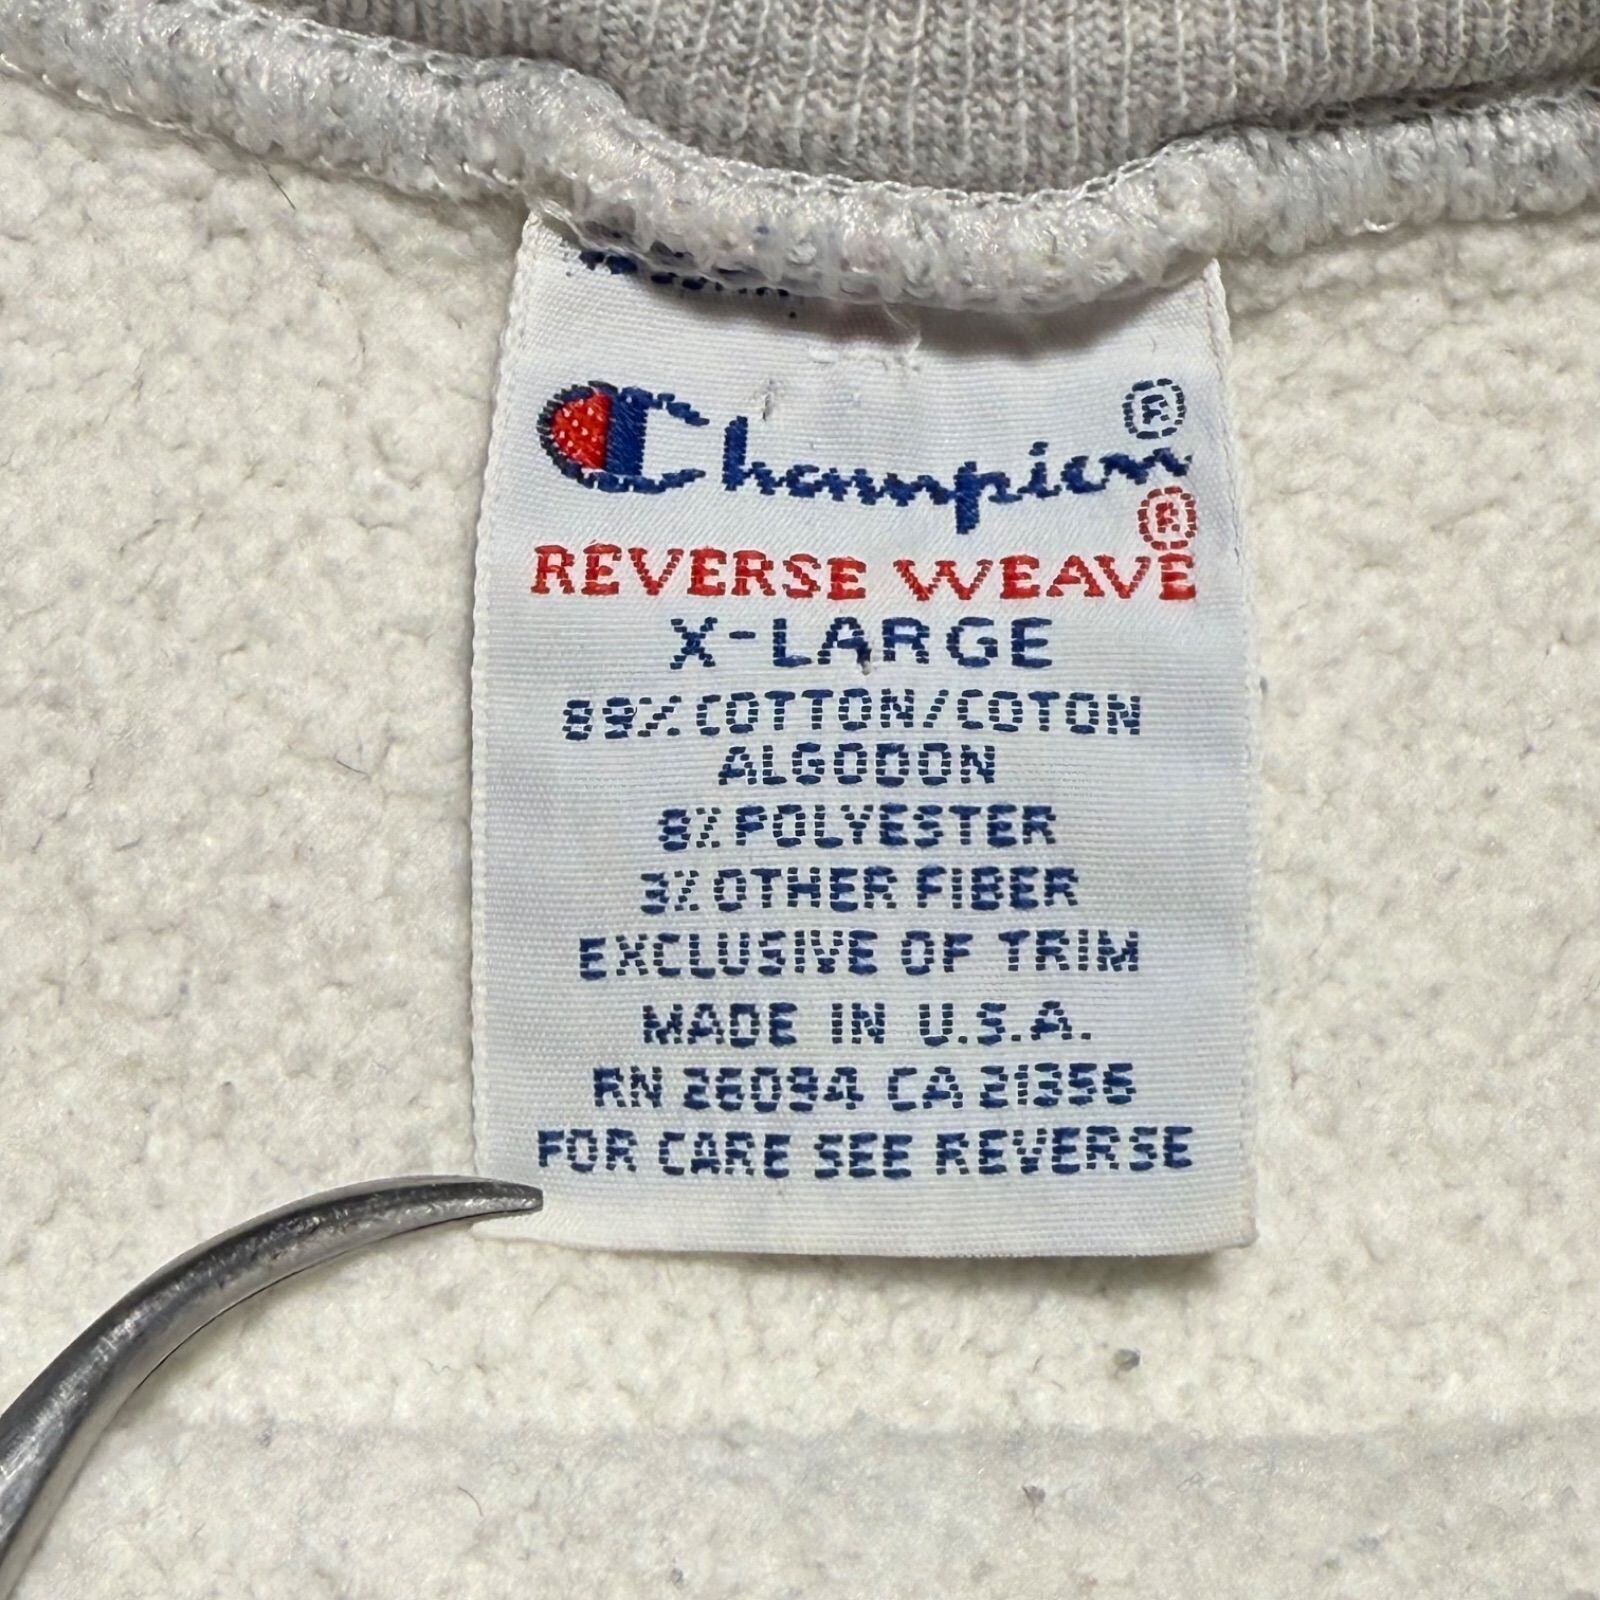 Champion®
REVERSE WEAVE®
X-LARGE
89% COTTON/COTON
ALGODON
8% POLYESTER
3% OTHER FIBER
EXCLUSIVE OF TRIM
MADE IN U.S.A.
RN 26094 CA 21356
FOR CARE SEE REVERSE